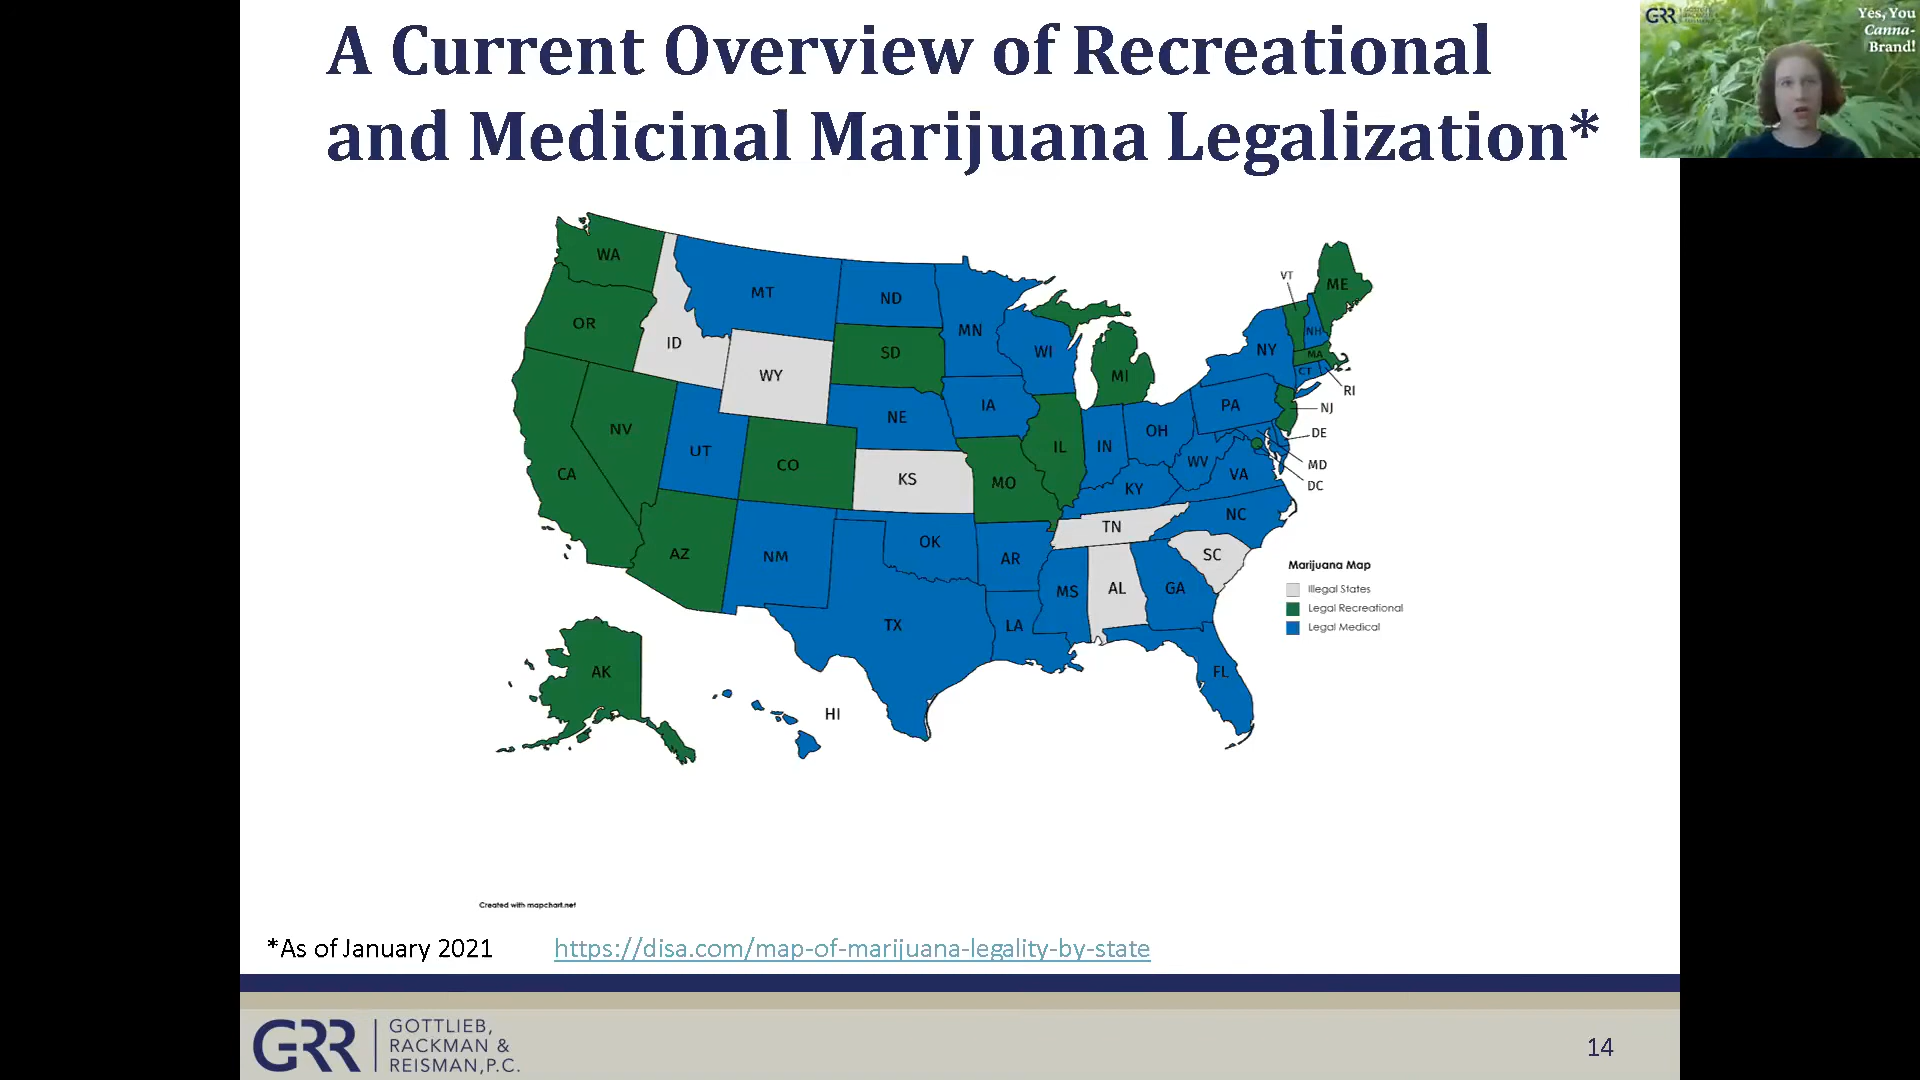 A Current Overview of Recreational
and Medicinal Marijuana Legalization*
GRR
Yes, You
Canna-
Brand!
WA
OR
ID
MT
ND
MN
WI
MI
VT
ME
NH
NY
MA
CT
RI
WY
SD
NE
IA
IL
IN
OH
PA
NJ
DE
MD
DC
NV
UT
CA
CO
KS
MO
KY
WV
VA
NC
AZ
NM
OK
AR
TN
SC
MS
AL
GA
TX
LA
FL
AK
HI
Marijuana Map
Illegal States
Legal Recreational
Legal Medical
Created with mapchart.net
*As of January 2021
https://disa.com/map-of-marijuana-legality-by-state
GRR
GOTTLIEB,
RACKMAN &
REISMAN,P.C.
14